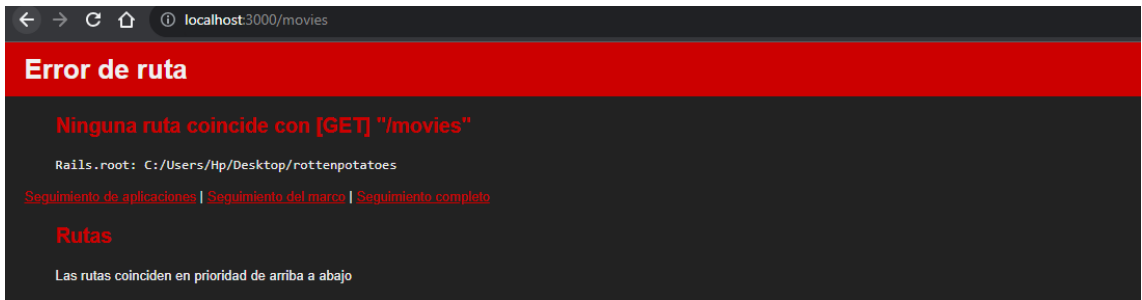 localhost:3000/movies
Error de ruta
Ninguna ruta coincide con [GET] "/movies"
Rails.root: C:/Users/Hp/Desktop/rottenpotatoes
Seguimiento de aplicaciones | Seguimiento del marco | Seguimiento completo
Rutas
Las rutas coinciden en prioridad de arriba a abajo